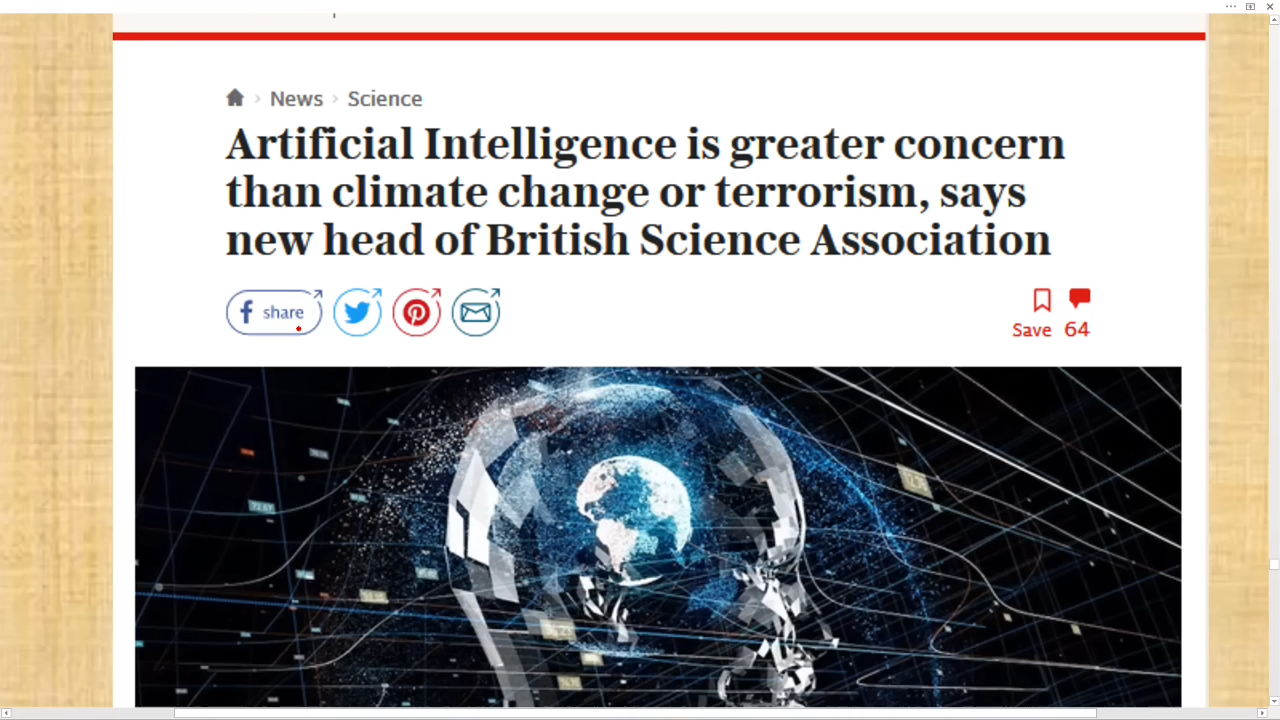 News › Science
Artificial Intelligence is greater concern
than climate change or terrorism, says
new head of British Science Association
f share
Save 64